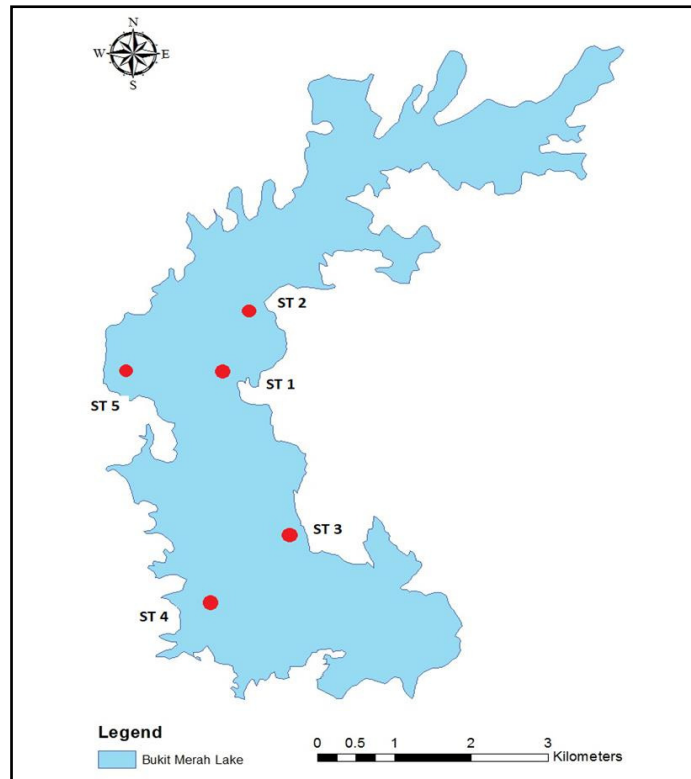 N
W E
S
ST 2
ST 1
ST 5
ST 3
ST 4
Legend
Bukit Merah Lake
0 0.5 1 2 3
Kilometers